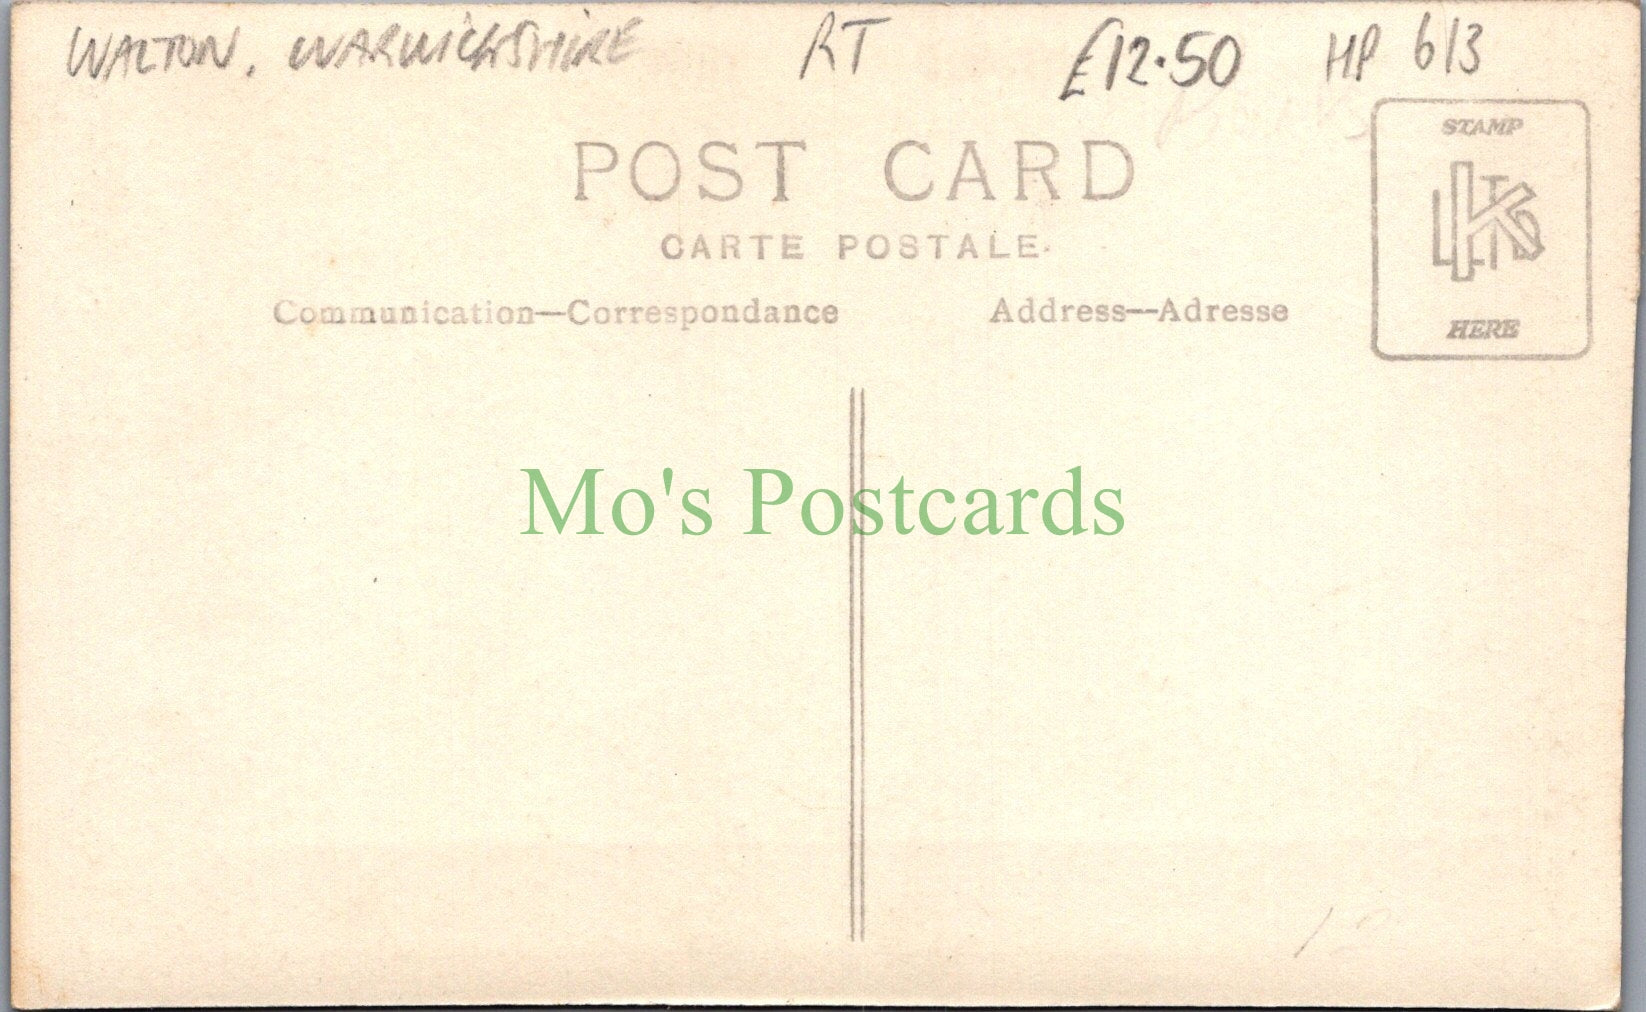 WALTON, WARWICKSHIRE RT £12.50 HP 613
STAMP
POST CARD
CARTE POSTALE
Communication—Correspondance Address—Adresse
HERE
Mo's Postcards